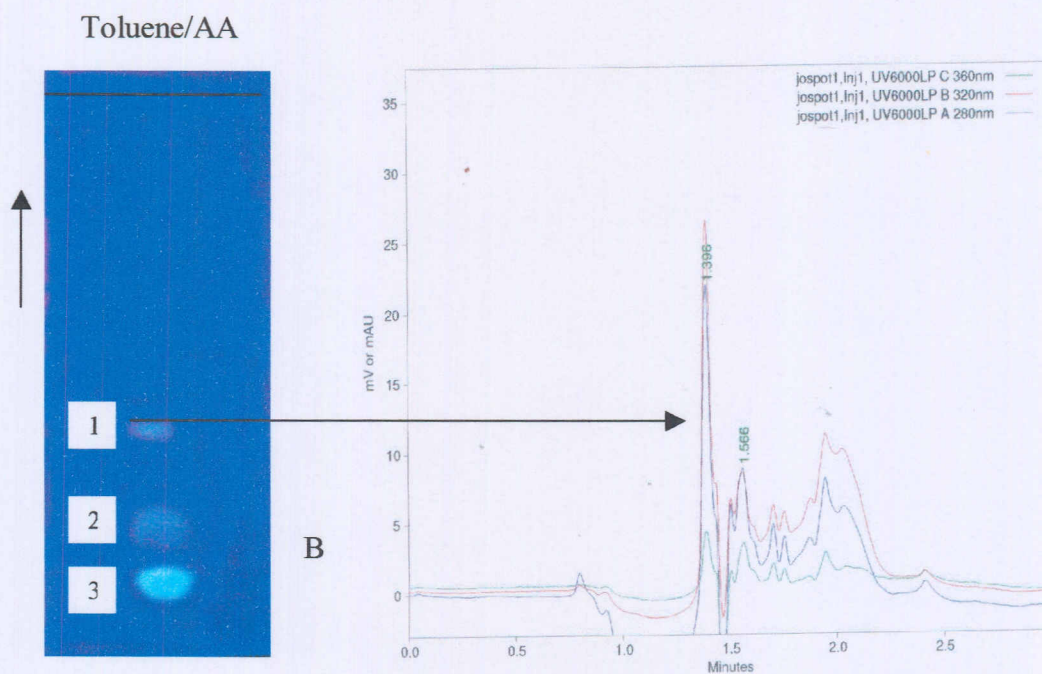 Toluene/AA
1
2
3
B
jospot1,Inj1, UV6000LP C 360nm
jospot1,Inj1, UV6000LP B 320nm
jospot1,Inj1, UV6000LP A 280nm
mV or mAU
35
30
25
20
15
10
5
0
1.396
1.566
0.0
0.5
1.0
1.5
2.0
2.5
Minutes